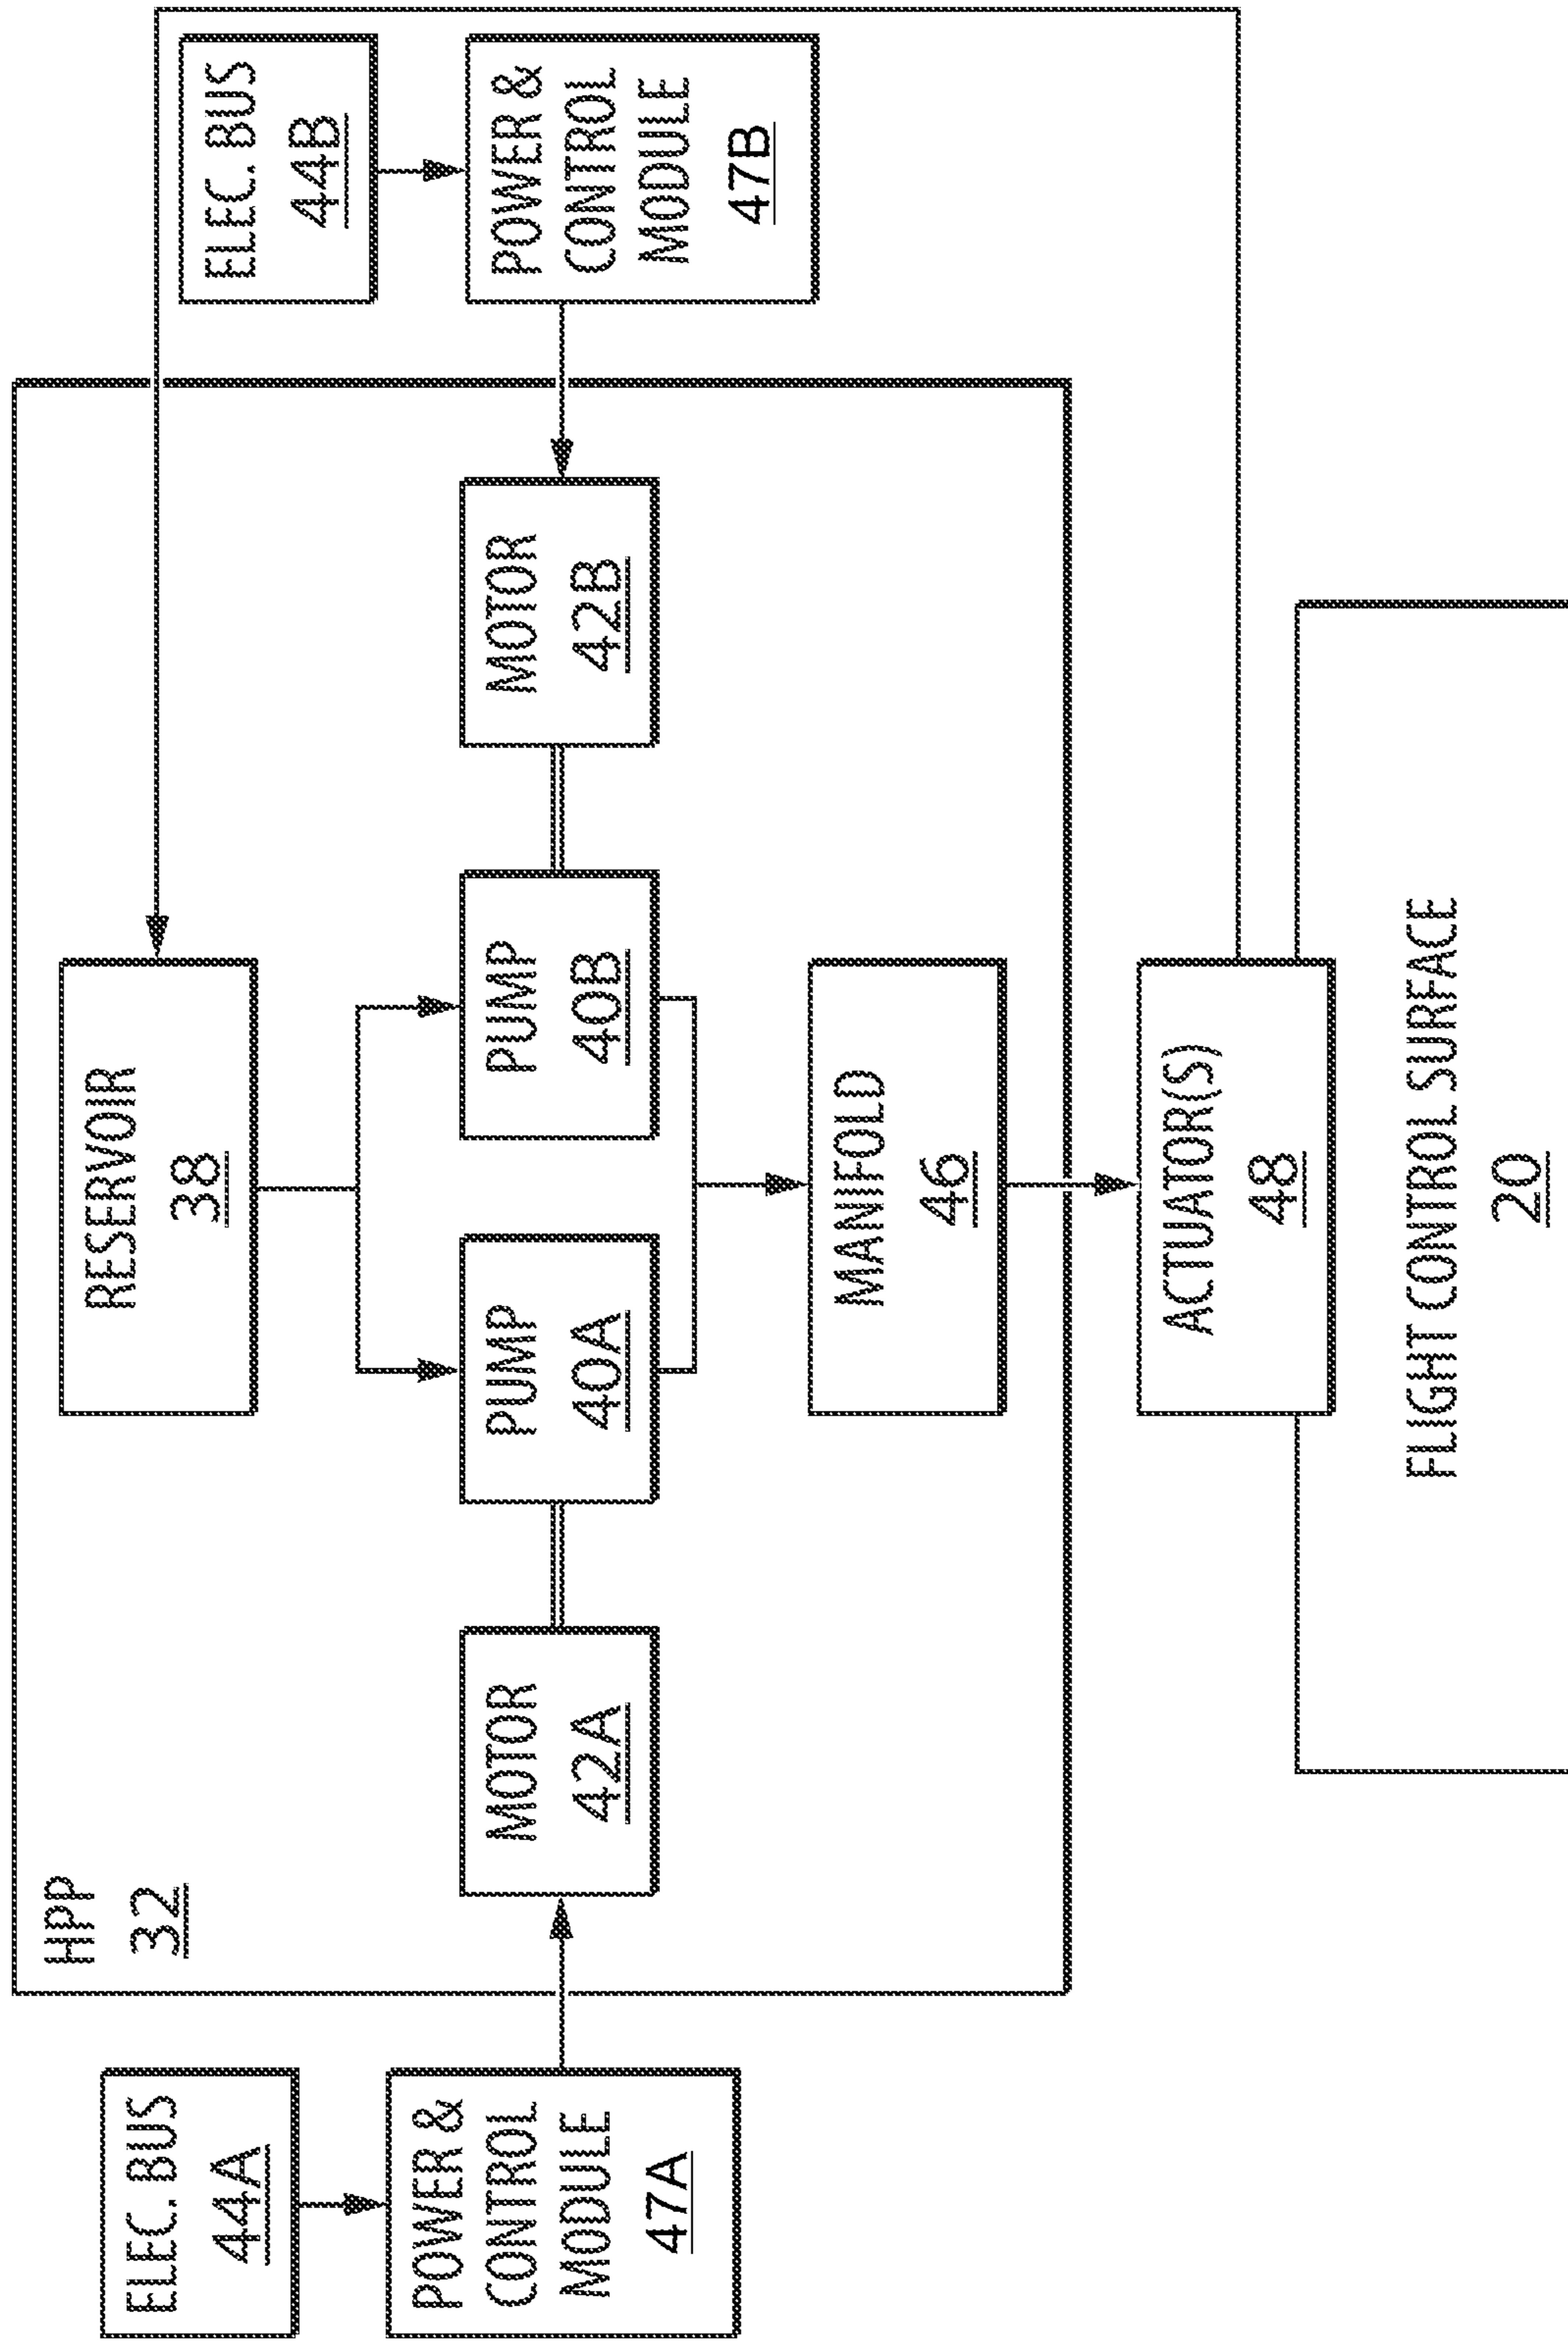 HPP
32
RESERVOIR
38
ELEC. BUS
44A
ELEC. BUS
44B
POWER &
CONTROL
MODULE
47A
MOTOR
42A
PUMP
40A
PUMP
40B
MOTOR
42B
POWER &
CONTROL
MODULE
47B
MANIFOLD
46
ACTUATOR(S)
48
FLIGHT CONTROL SURFACE
20